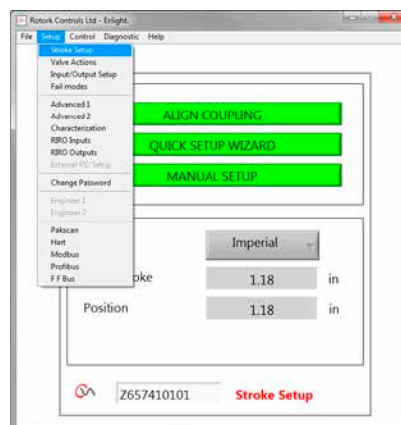 Rotork Controls Ltd - Enlight.
File Setup Control Diagnostic Help
Stroke Setup
Valve Actions
Input/Output Setup
Fail modes
Advanced 1
Advanced 2
Characterization
RIRO Inputs
RIRO Outputs
External PID Setup
Change Password
Engineer 1
Engineer 2
Pakscan
Hart
Modbus
Profibus
F F Bus
ALIGN COUPLING
QUICK SETUP WIZARD
MANUAL SETUP
Imperial
oke 1.18 in
Position 1.18 in
Z657410101 Stroke Setup